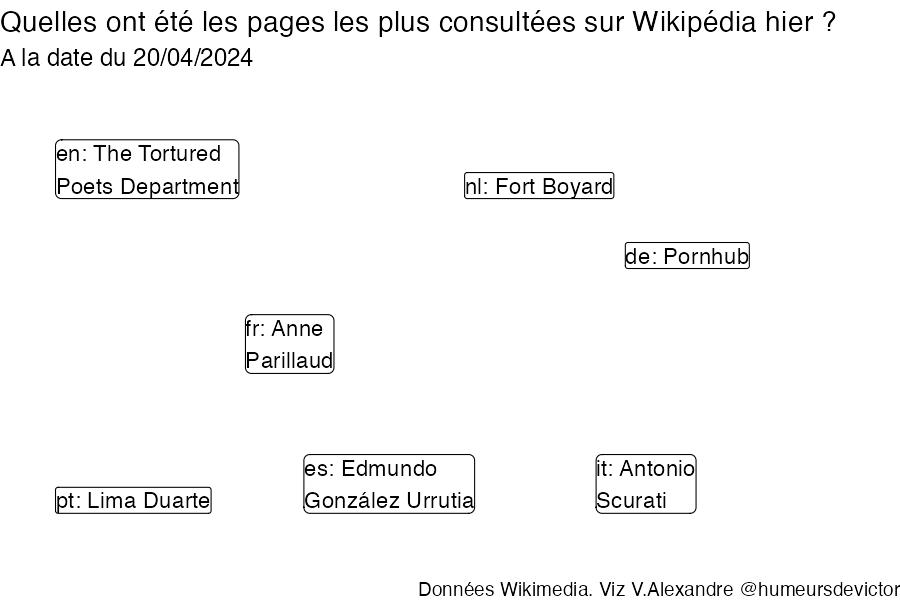 Quelles ont été les pages les plus consultées sur Wikipédia hier ?
A la date du 20/04/2024
en: The Tortured
Poets Department
nl: Fort Boyard
de: Pornhub
fr: Anne
Parillaud
es: Edmundo
González Urrutia
it: Antonio
Scurati
pt: Lima Duarte
Données Wikimedia. Viz V.Alexandre @humeursdevictor